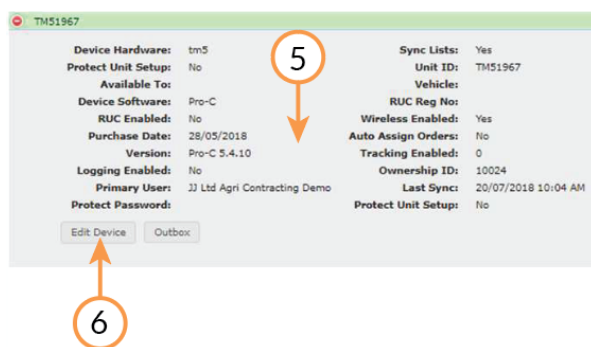 TM51967
Device Hardware: tm5 Sync Lists: Yes
5
Protect Unit Setup: No Unit ID: TM51967
Available To: Vehicle:
Device Software: Pro-C RUC Reg No:
RUC Enabled: No Wireless Enabled: Yes
Purchase Date: 28/05/2018 Auto Assign Orders: No
Version: Pro-C 5.4.10 Tracking Enabled: 0
Logging Enabled: No Ownership ID: 10024
Primary User: JJ Ltd Agri Contracting Demo Last Sync: 20/07/2018 10:04 AM
Protect Password: Protect Unit Setup: No
Edit Device Outbox
6